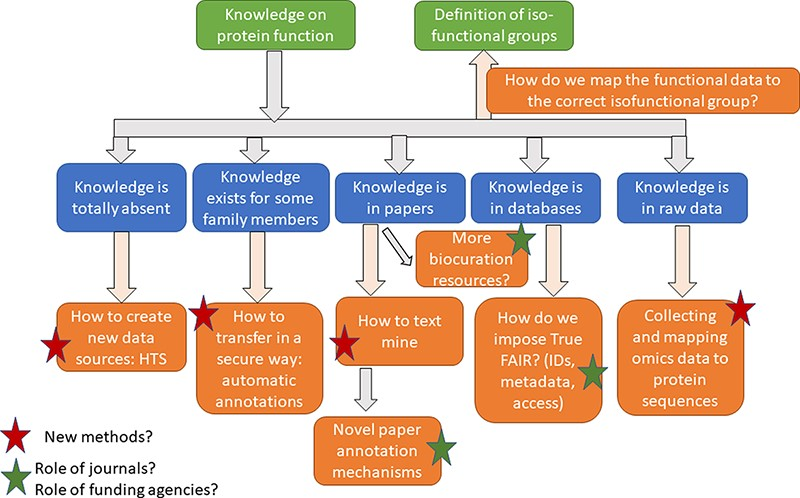 Knowledge on
protein function
Definition of iso-
functional groups
How do we map the functional data to
the correct isofunctional group?
Knowledge is
totally absent
Knowledge
exists for some
family members
Knowledge is
in papers
Knowledge is
in databases
Knowledge is
in raw data
More
biocuration
resources?
How to create
new data
sources: HTS
How to
transfer in a
secure way:
automatic
annotations
How to text
mine
How do we
impose True
FAIR? (IDs,
metadata,
access)
Collecting
and mapping
omics data to
protein
sequences
Novel paper
annotation
mechanisms
New methods?
Role of journals?
Role of funding agencies?